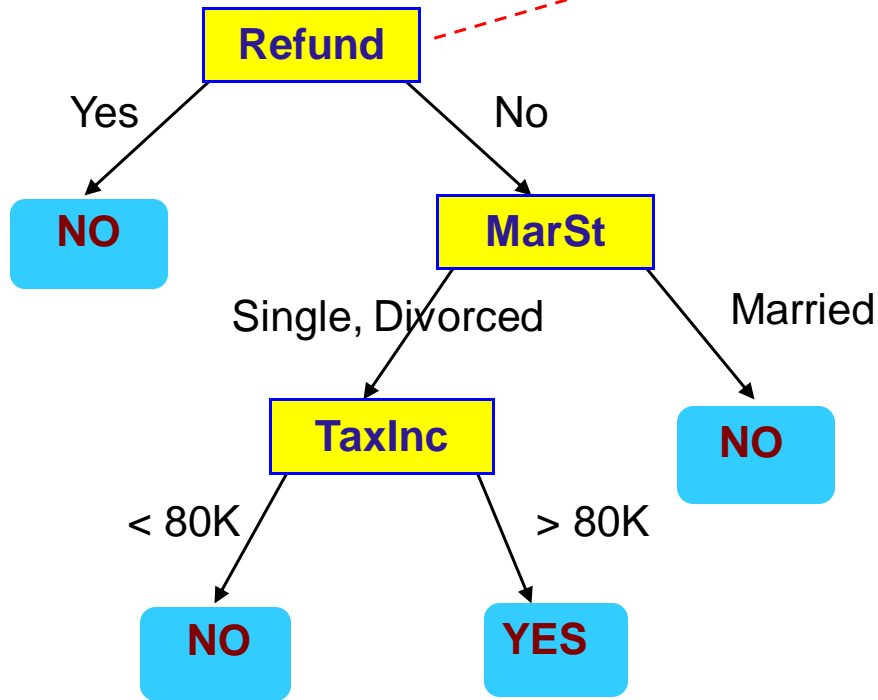 Refund
Yes
No
NO
MarSt
Single, Divorced
Married
TaxInc
NO
< 80K
> 80K
NO
YES